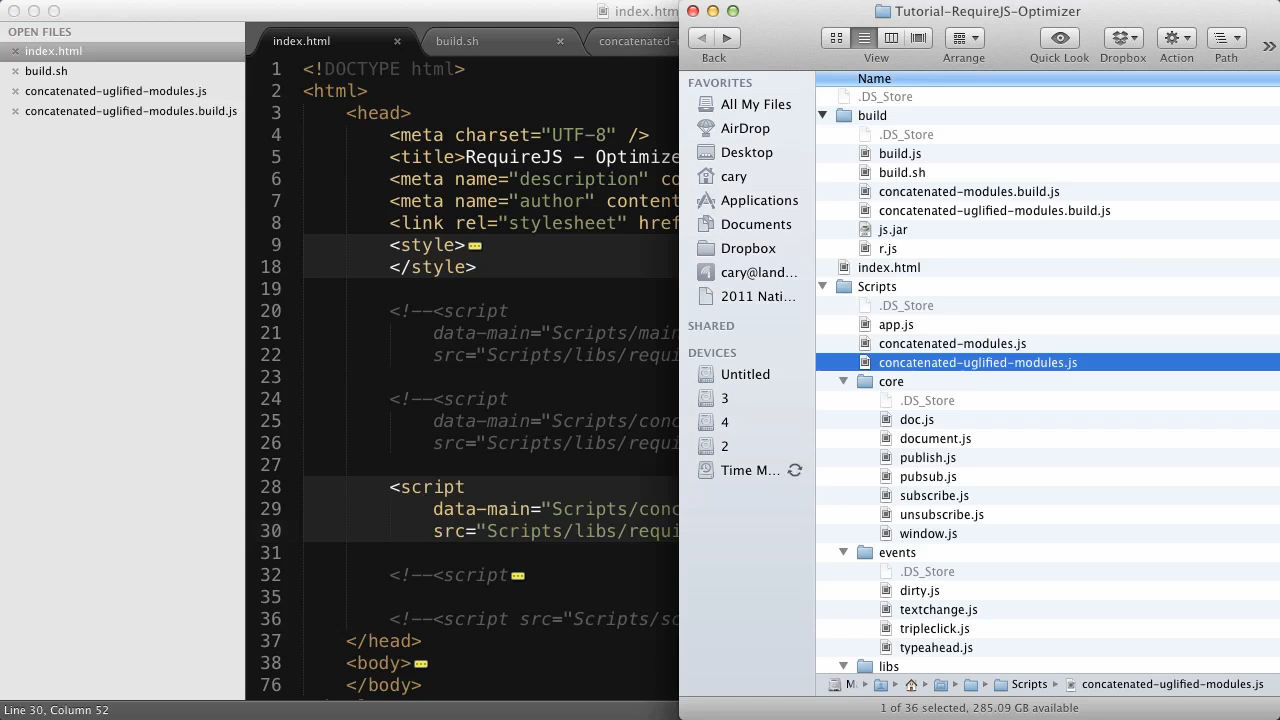 index.htm
OPEN FILES
index.html
build.sh
concatenated-uglified-modules.js
concatenated-uglified-modules.build.js
index.html
build.sh
concatenated-u
1 <!DOCTYPE html>
2 <html>
3 <head>
4 <meta charset="UTF-8" />
5 <title>RequireJS - Optimize
6 <meta name="description" co
7 <meta name="author" content
8 <link rel="stylesheet" href
9 <style>
18 </style>
19
20 <!--<script
21 data-main="Scripts/main
22 src="Scripts/libs/requi
23
24 <!--<script
25 data-main="Scripts/conc
26 src="Scripts/libs/requi
27
28 <script
29 data-main="Scripts/conc
30 src="Scripts/libs/requi
31
32 <!--<script
35
36 <!--<script src="Scripts/sc
37 </head>
38 <body>
76 </body>
Line 30, Column 52
Tutorial-RequireJS-Optimizer
Back
View
Arrange
Quick Look
Dropbox
Action
Path
FAVORITES
All My Files
AirDrop
Desktop
cary
Applications
Documents
Dropbox
cary@land...
2011 Nati...
SHARED
DEVICES
Untitled
3
4
2
Time M...
Name
.DS_Store
build
.DS_Store
build.js
build.sh
concatenated-modules.build.js
concatenated-uglified-modules.build.js
js.jar
r.js
index.html
Scripts
.DS_Store
app.js
concatenated-modules.js
concatenated-uglified-modules.js
core
.DS_Store
doc.js
document.js
publish.js
pubsub.js
subscribe.js
unsubscribe.js
window.js
events
.DS_Store
dirty.js
textchange.js
tripleclick.js
typeahead.js
libs
M
Scripts
concatenated-uglified-modules.js
1 of 36 selected, 285.09 GB available